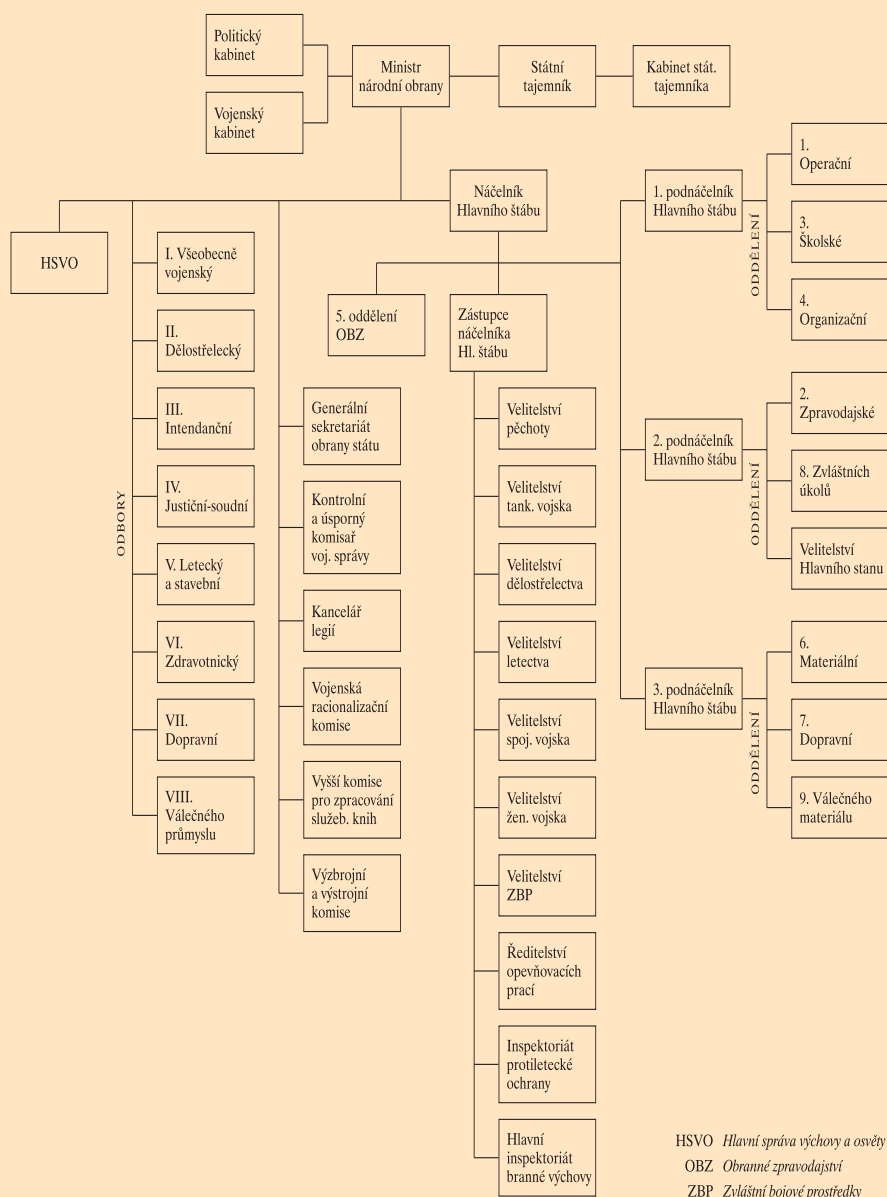 Politický
kabinet
Ministr
národní obrany
Státní
tajemník
Kabinet stát.
tajemníka
Vojenský
kabinet
Náčelník
Hlavního štábu
HSVO
ODBORY
I. Všeobecně
vojenský
II.
Dělostřelecký
III.
Intendanční
IV.
Justiční-soudní
V. Letecký
a stavební
VI.
Zdravotnický
VII.
Dopravní
VIII.
Válečného
průmyslu
Generální
sekretariát
obrany státu
Kontrolní
a úsporný
komisař
voj. správy
Kancelář
legií
Vojenská
racionalizační
komise
Vyšší komise
pro zpracování
služeb. knih
Výzbrojní
a výstrojní
komise
5. oddělení
OBZ
Zástupce
náčelníka
Hl. štábu
Velitelství
pěchoty
Velitelství
tank. vojska
Velitelství
dělostřelectva
Velitelství
letectva
Velitelství
spoj. vojska
Velitelství
žen. vojska
Velitelství
ZBP
Ředitelství
opevňovacích
prací
Inspektoriát
protiletecké
ochrany
Hlavní
inspektoriát
branné výchovy
1. podnáčelník
Hlavního štábu
ODDĚLENÍ
1.
Operační
3.
Školské
4.
Organizační
2. podnáčelník
Hlavního štábu
ODDĚLENÍ
2.
Zpravodajské
8. Zvláštních
úkolů
Velitelství
Hlavního stanu
3. podnáčelník
Hlavního štábu
ODDĚLENÍ
6.
Materiální
7.
Dopravní
9. Válečného
materiálu
HSVO Hlavní správa výchovy a osvěty
OBZ Obranné zpravodajství
ZBP Zvláštní bojové prostředky